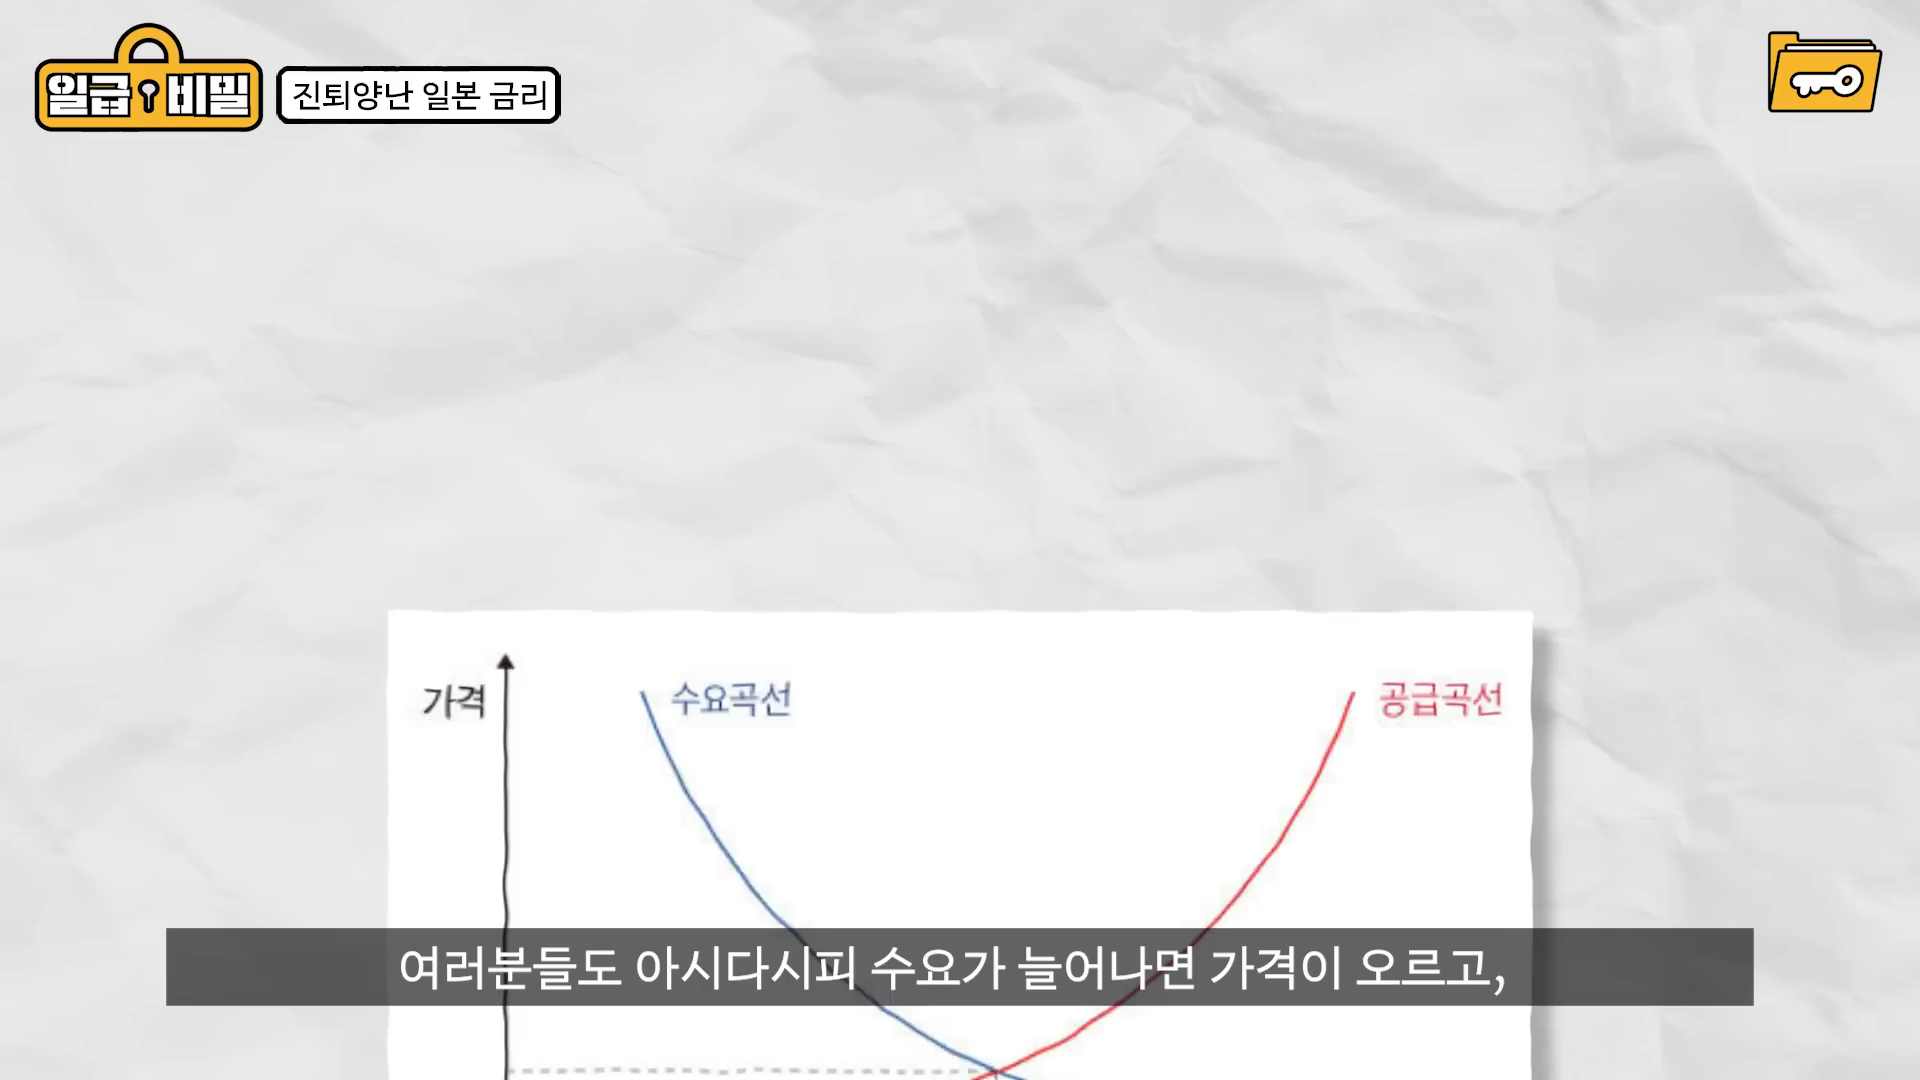 일급비밀
진퇴양난 일본 금리
가격
수요곡선
공급곡선
여러분들도 아시다시피 수요가 늘어나면 가격이 오르고,